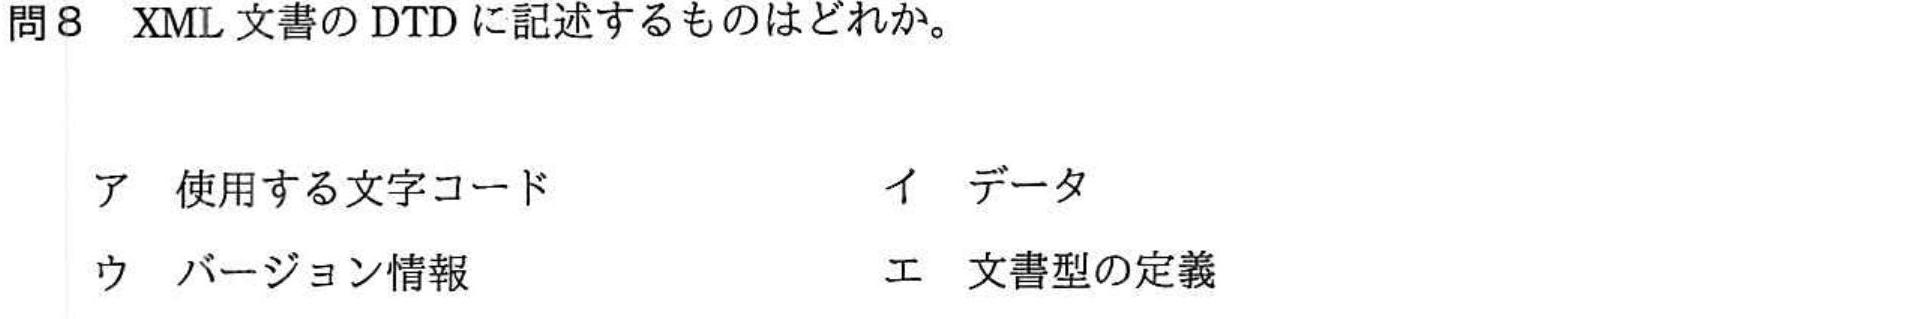 問8 XML 文書の DTD に記述するものはどれか。
ア 使用する文字コード イ データ
ウ バージョン情報 エ 文書型の定義